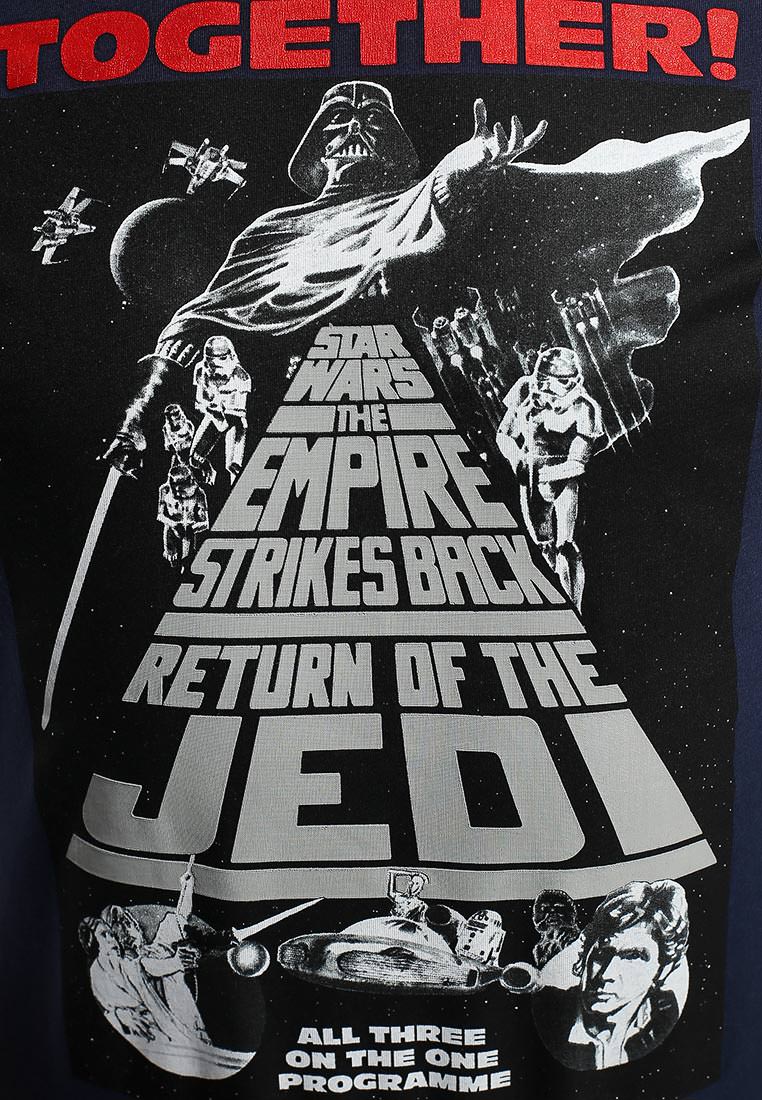 TOGETHER!
STAR
WARS
THE
EMPIRE
STRIKES BACK
RETURN OF THE
JEDI
ALL THREE
ON THE ONE
PROGRAMME